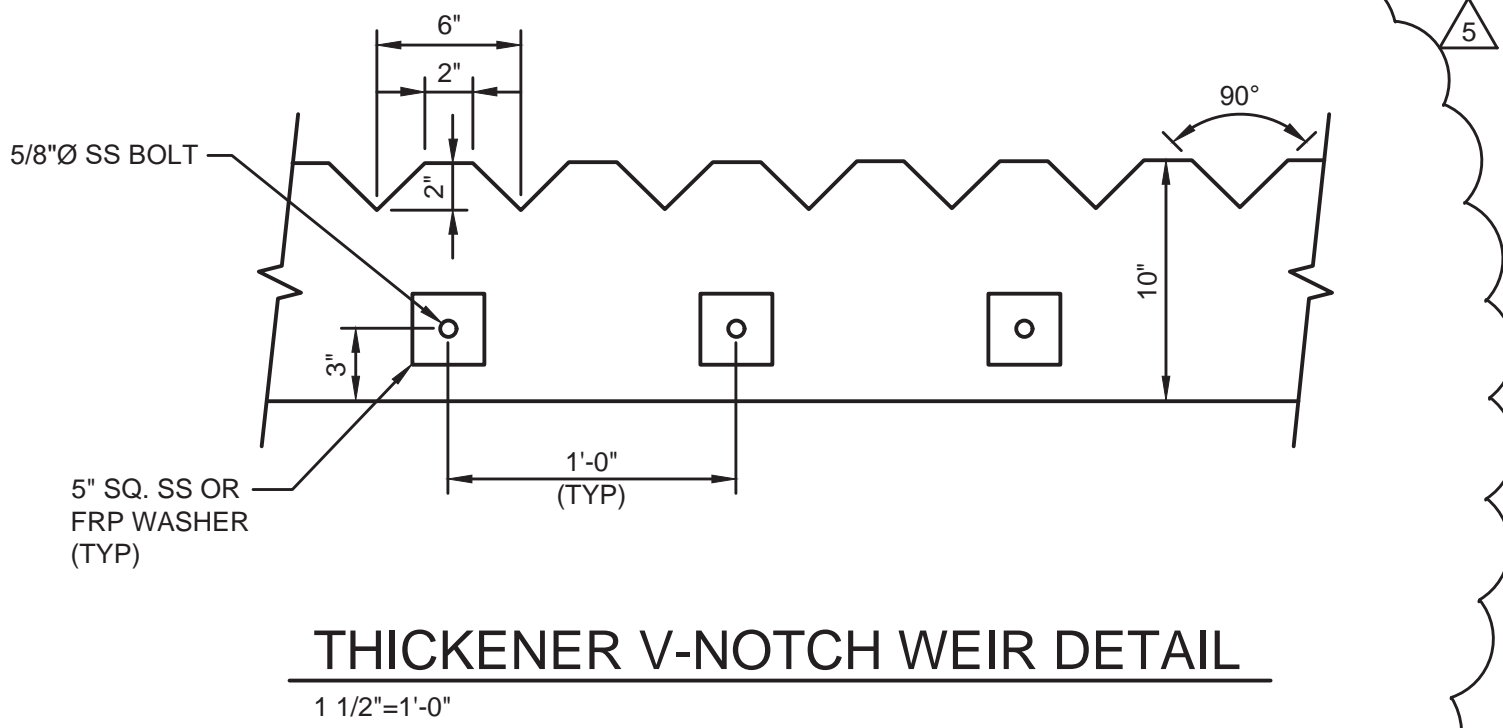 6"
5
2"
90°
5/8"Ø SS BOLT
2"
10"
3"
1'-0"
(TYP)
5" SQ. SS OR
FRP WASHER
(TYP)
THICKENER V-NOTCH WEIR DETAIL
1 1/2"=1'-0"